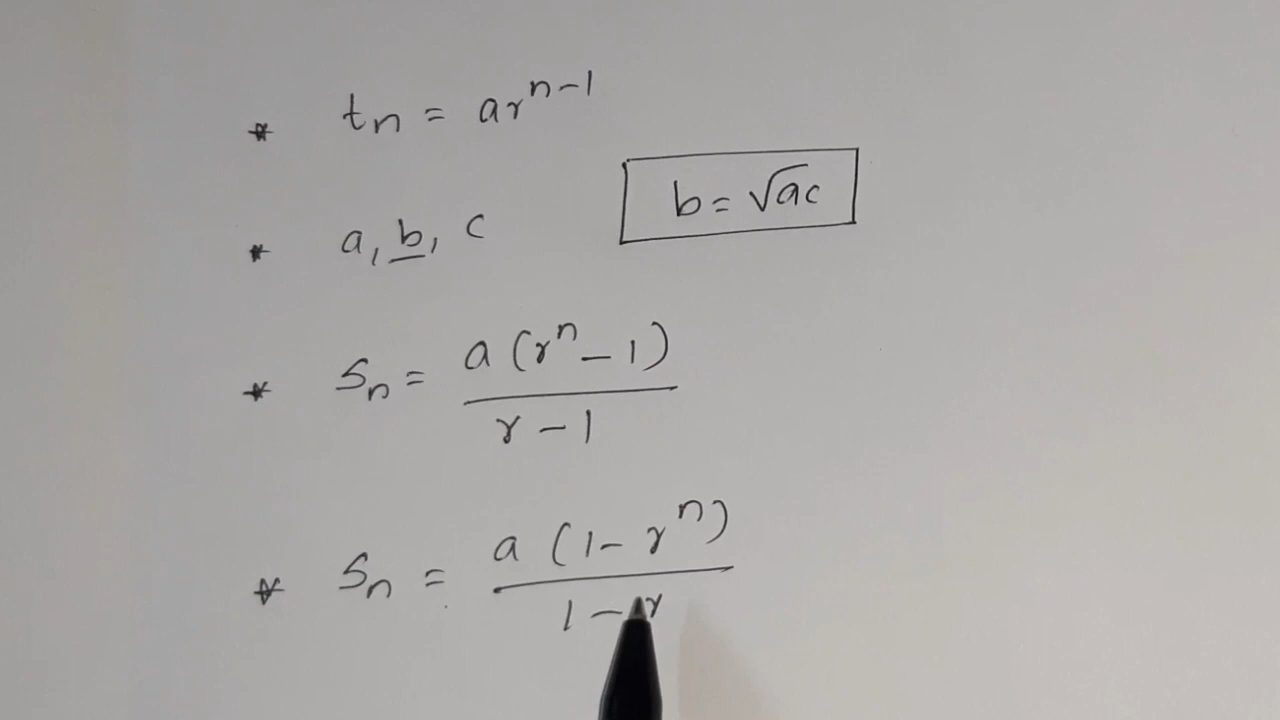 * tn = ar^n-1
* a, b, c b = √ac
* Sn = a (r^n - 1) / r - 1
* Sn = a (1 - r^n) / 1 - r